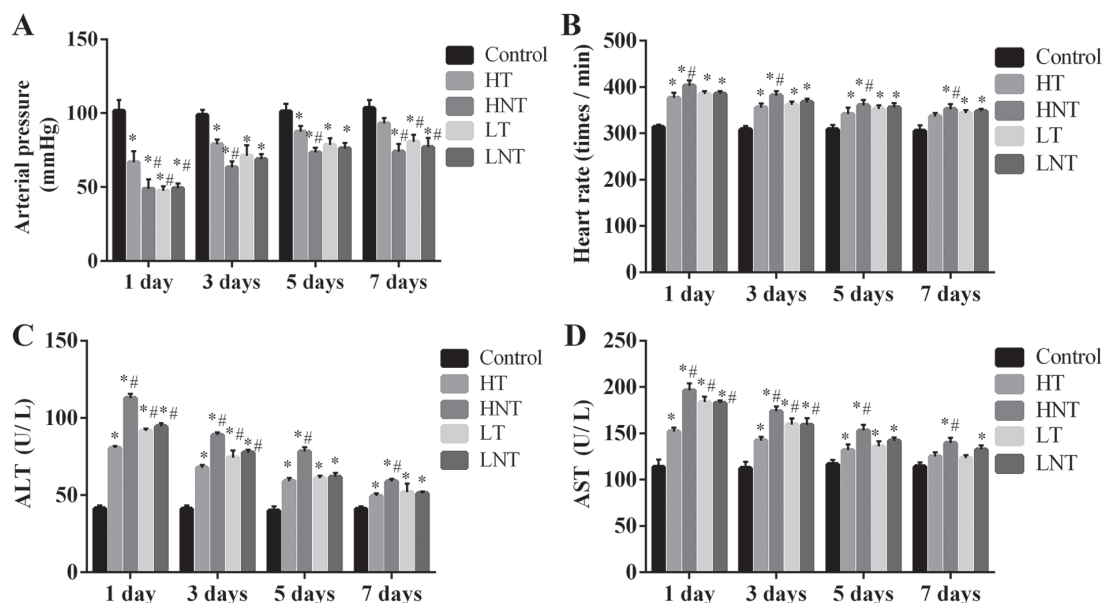 A
Arterial pressure
(mmHg)
150
100
50
0
* *# *# *# * *# * * * *# * * *# *# *#
1 day 3 days 5 days 7 days
Control
HT
HNT
LT
LNT
B
Heart rate (times / min)
500
400
300
200
100
0
* *# * * * *# * * * *# * * *# * *
1 day 3 days 5 days 7 days
Control
HT
HNT
LT
LNT
C
ALT (U/ L)
150
100
50
0
* *# *# *# * *# *# *# * *# * * * *# * *
1 day 3 days 5 days 7 days
Control
HT
HNT
LT
LNT
D
AST (U/ L)
250
200
150
100
50
0
* *# *# *# * *# *# *# * *# * * *# *
1 day 3 days 5 days 7 days
Control
HT
HNT
LT
LNT